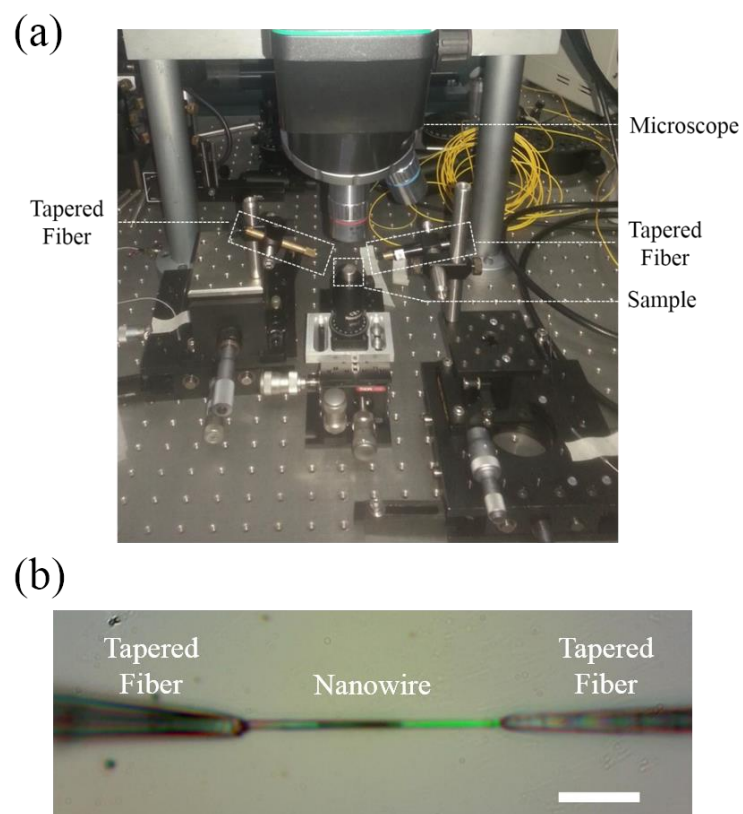 (a)
Microscope
Tapered
Fiber
Tapered
Fiber
Sample
(b)
Tapered
Fiber
Nanowire
Tapered
Fiber